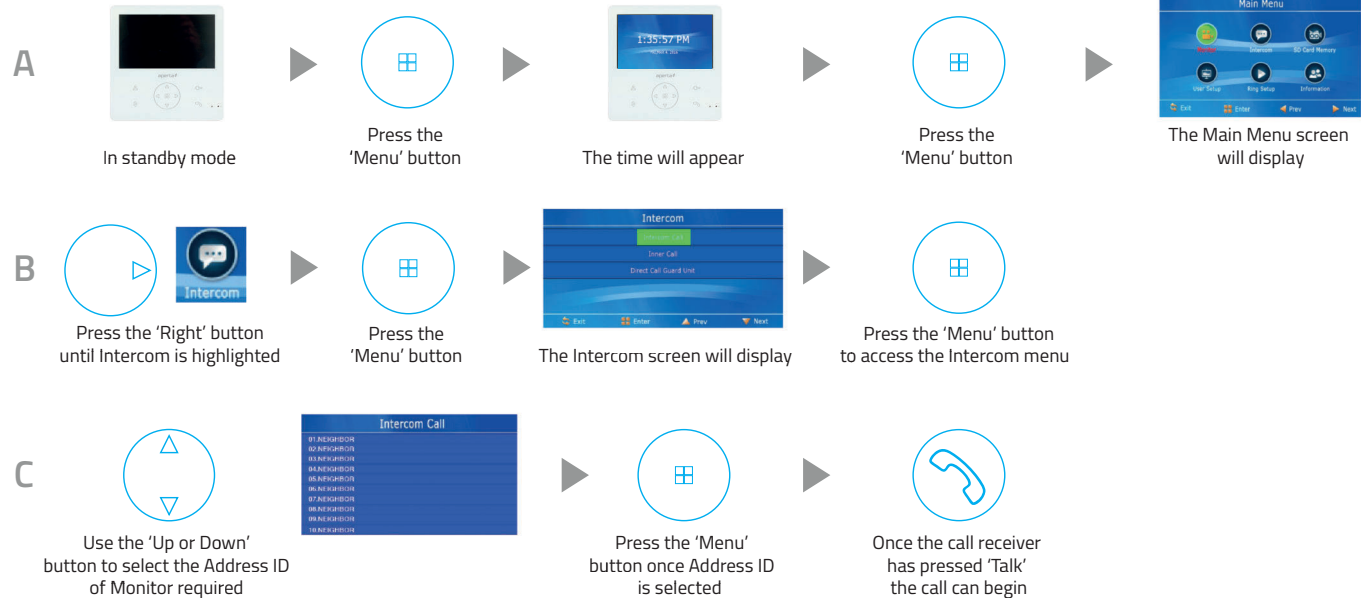 A
1:35:57 PM
In standby mode
Press the
'Menu' button
The time will appear
Press the
'Menu' button
Main Menu
Intercom
SD Card Memory
User Setup
Ring Setup
Information
Exit
Enter
Prev
Next
The Main Menu screen
will display
B
Intercom
Press the 'Right' button
until Intercom is highlighted
Press the
'Menu' button
Intercom
Intercom Call
Inner Call
Direct Call Guard Unit
Exit
Enter
Prev
Next
The Intercom screen will display
Press the 'Menu' button
to access the Intercom menu
C
Use the 'Up or Down'
button to select the Address ID
of Monitor required
Intercom Call
01.NEIGHBOR
02.NEIGHBOR
03.NEIGHBOR
04.NEIGHBOR
05.NEIGHBOR
06.NEIGHBOR
07.NEIGHBOR
08.NEIGHBOR
09.NEIGHBOR
10.NEIGHBOR
Press the 'Menu'
button once Address ID
is selected
Once the call receiver
has pressed 'Talk'
the call can begin